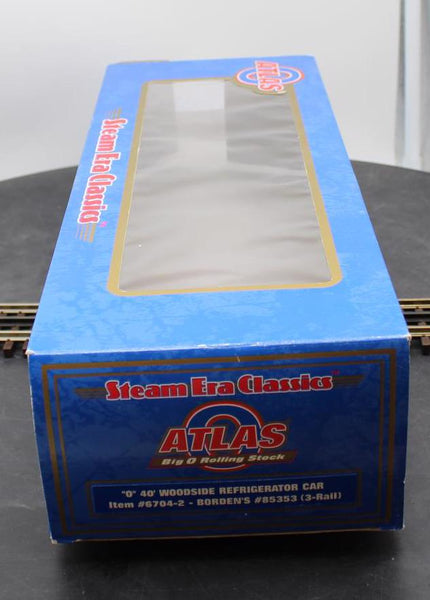 ATLAS
Steam Era Classics
Steam Era Classics
ATLAS
Big O Rolling Stock
"O" 40' WOODSIDE REFRIGERATOR CAR
Item #6704-2 - BORDEN'S #85353 (3-Rail)